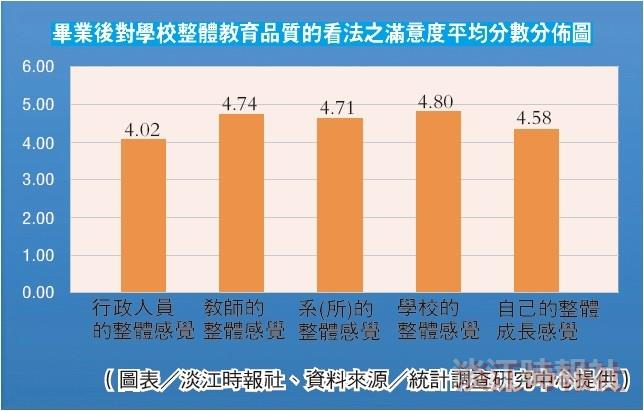 畢業後對學校整體教育品質的看法之滿意度平均分數分佈圖
6.00
5.00
4.00
3.00
2.00
1.00
0.00
4.02
4.74
4.71
4.80
4.58
行政人員
的整體感覺
教師的
整體感覺
系(所)的
整體感覺
學校的
整體感覺
自己的整體
成長感覺
淡江時報社
(圖表／淡江時報社、資料來源／統計調查研究中心提供)